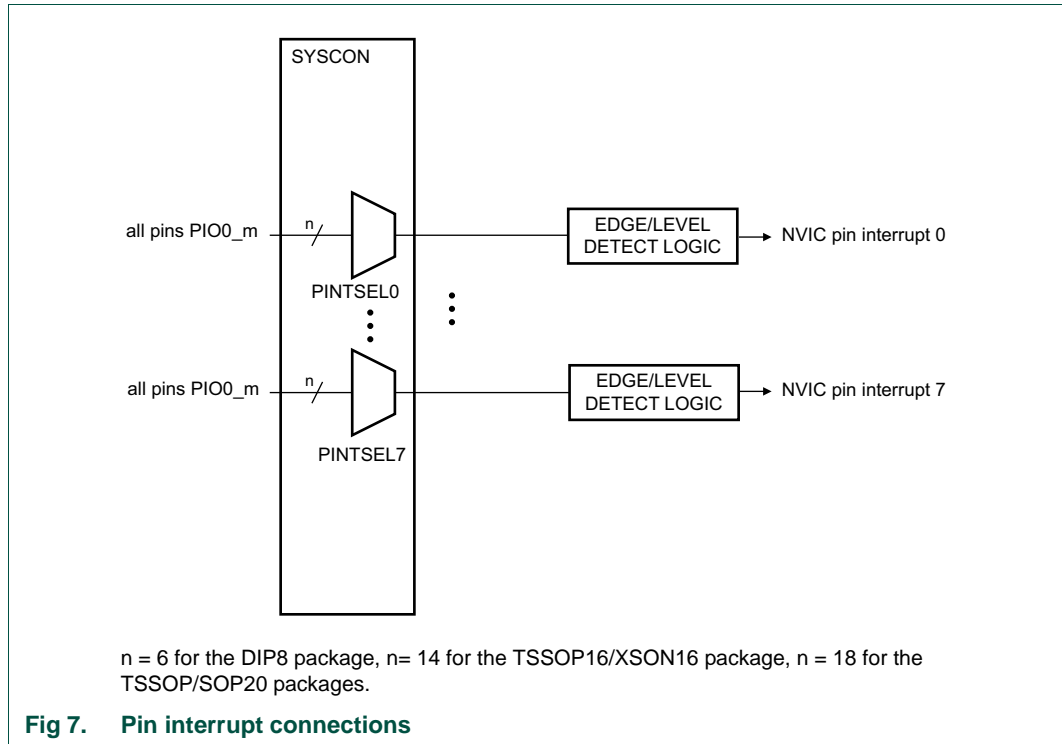 SYSCON
all pins PIO0_m
n
PINTSEL0
EDGE/LEVEL
DETECT LOGIC
NVIC pin interrupt 0
all pins PIO0_m
n
PINTSEL7
EDGE/LEVEL
DETECT LOGIC
NVIC pin interrupt 7
n = 6 for the DIP8 package, n= 14 for the TSSOP16/XSON16 package, n = 18 for the
TSSOP/SOP20 packages.
Fig 7. Pin interrupt connections